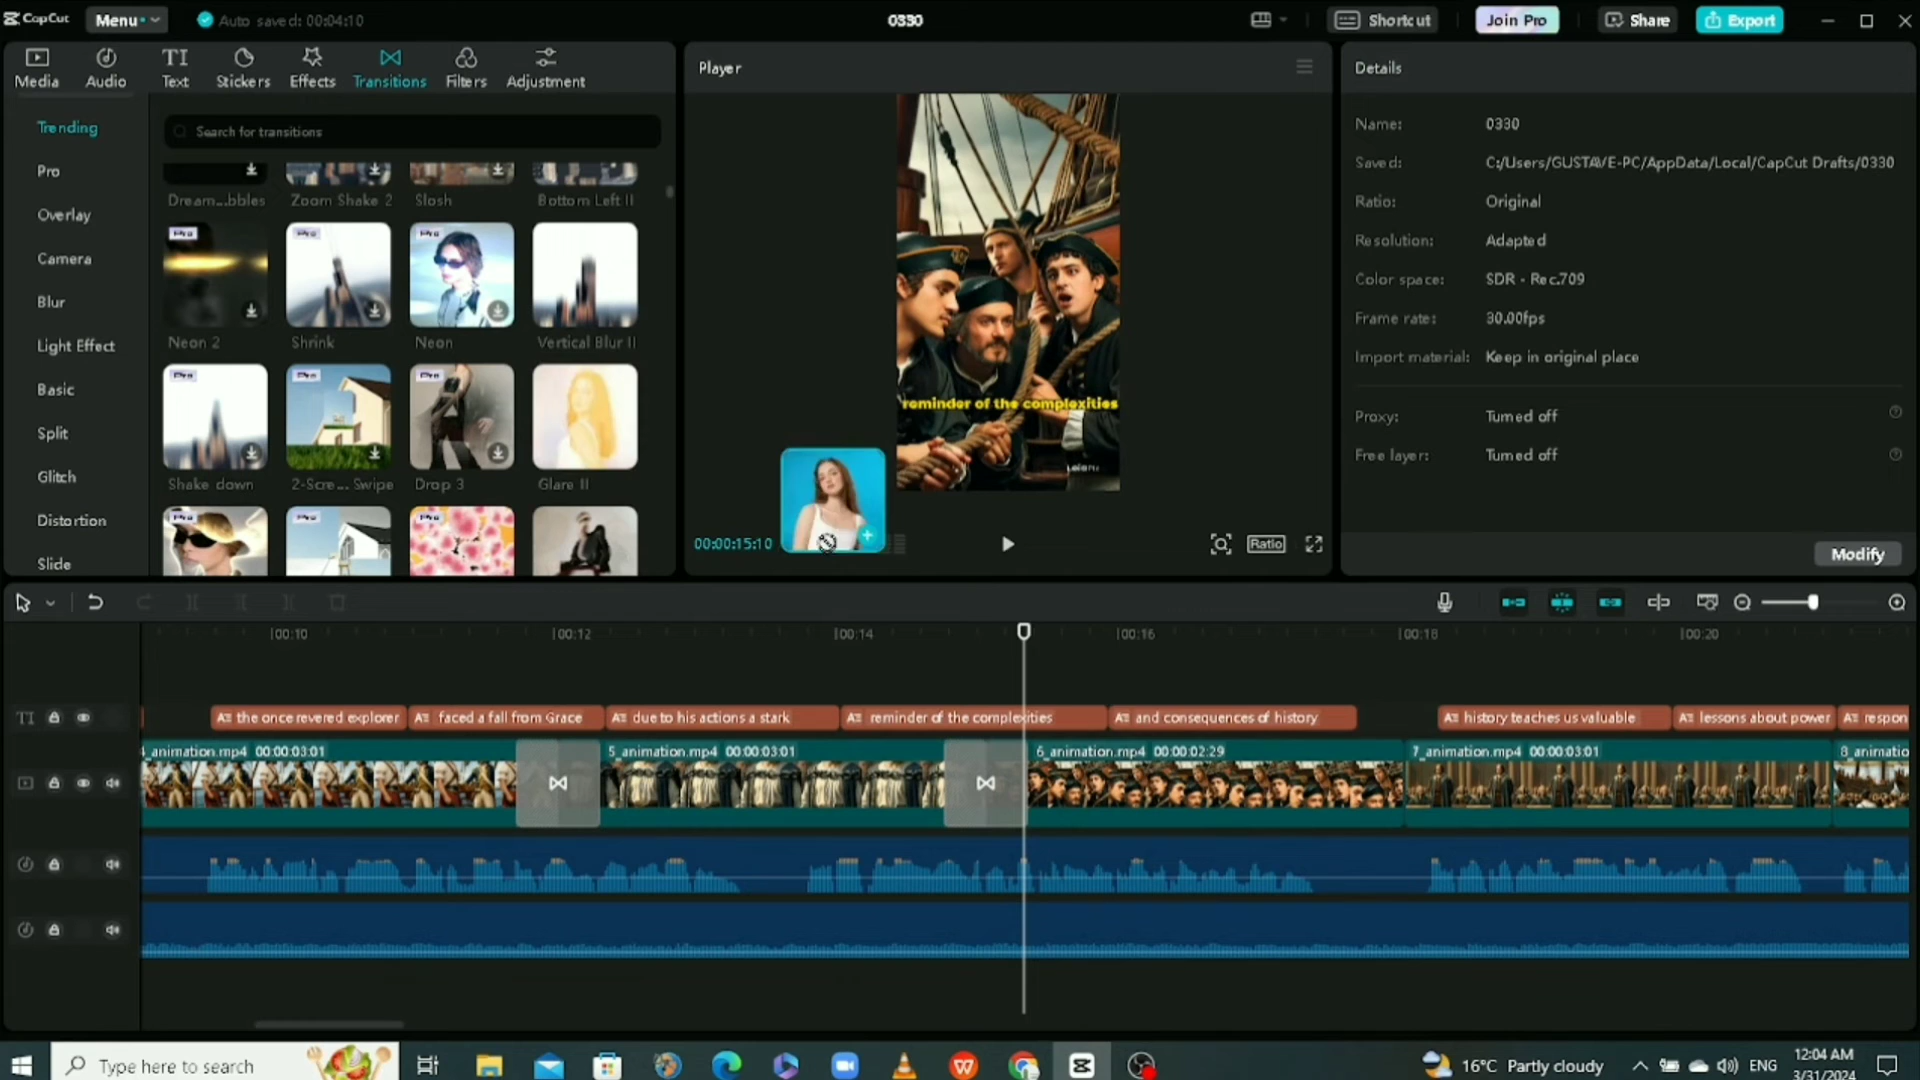 CapCut
Menu
Auto saved: 00:04:10
0330
Shortcut
Join Pro
Share
Export
Media
Audio
Text
Stickers
Effects
Transitions
Filters
Adjustment
Player
Details
Trending
Pro
Overlay
Camera
Blur
Light Effect
Basic
Split
Glitch
Distortion
Slide
Search for transitions
Dream...bbles
Zoom Shake 2
Slosh
Bottom Left II
Pro
Pro
Pro
Neon 2
Shrink
Neon
Vertical Blur II
Pro
Pro
Pro
Shake down
2-Scre... Swipe
Drop 3
Glare II
Pro
Pro
Pro
reminder of the complexities
00:00:15:10
Ratio
Name: 0330
Saved: C:/Users/GUSTAVE-PC/AppData/Local/CapCut Drafts/0330
Ratio: Original
Resolution: Adapted
Color space: SDR - Rec.709
Frame rate: 30.00fps
Import material: Keep in original place
Proxy: Turned off
Free layer: Turned off
Modify
00:10
00:12
00:14
00:16
00:18
00:20
TI
the once revered explorer
faced a fall from Grace
due to his actions a stark
reminder of the complexities
and consequences of history
history teaches us valuable
lessons about power
respon
4_animation.mp4 00:00:03:01
5_animation.mp4 00:00:03:01
6_animation.mp4 00:00:02:29
7_animation.mp4 00:00:03:01
8_animatio
Type here to search
16°C Partly cloudy
ENG
12:04 AM
3/31/2024